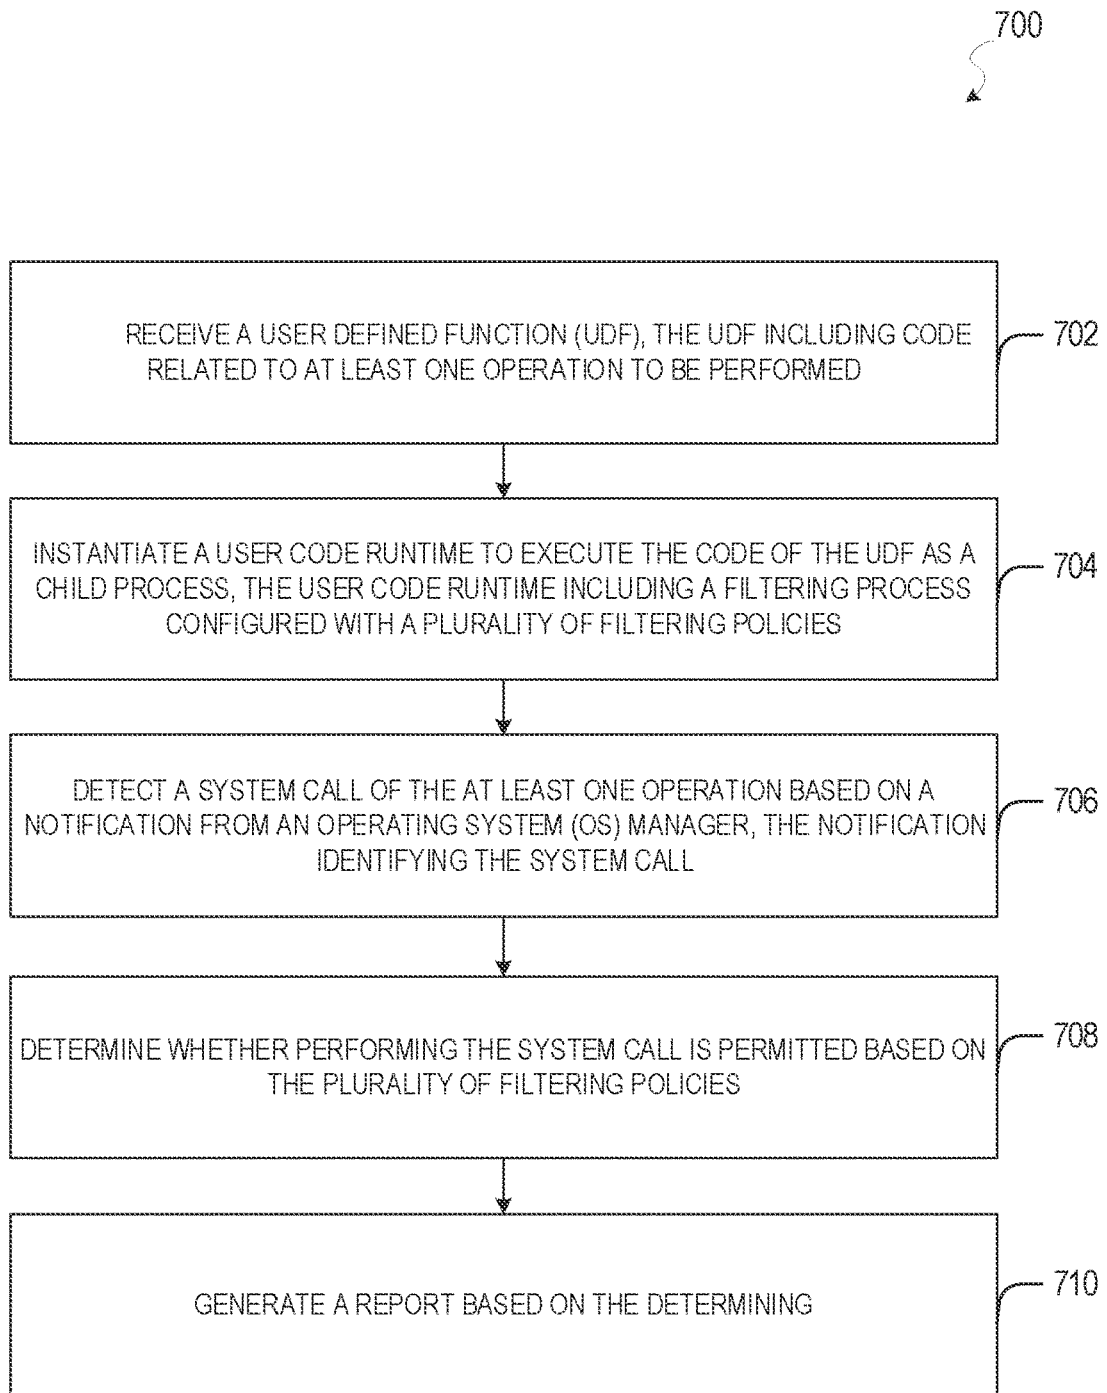 700
RECEIVE A USER DEFINED FUNCTION (UDF), THE UDF INCLUDING CODE
RELATED TO AT LEAST ONE OPERATION TO BE PERFORMED
702
INSTANTIATE A USER CODE RUNTIME TO EXECUTE THE CODE OF THE UDF AS A
CHILD PROCESS, THE USER CODE RUNTIME INCLUDING A FILTERING PROCESS
CONFIGURED WITH A PLURALITY OF FILTERING POLICIES
704
DETECT A SYSTEM CALL OF THE AT LEAST ONE OPERATION BASED ON A
NOTIFICATION FROM AN OPERATING SYSTEM (OS) MANAGER, THE NOTIFICATION
IDENTIFYING THE SYSTEM CALL
706
DETERMINE WHETHER PERFORMING THE SYSTEM CALL IS PERMITTED BASED ON
THE PLURALITY OF FILTERING POLICIES
708
GENERATE A REPORT BASED ON THE DETERMINING
710